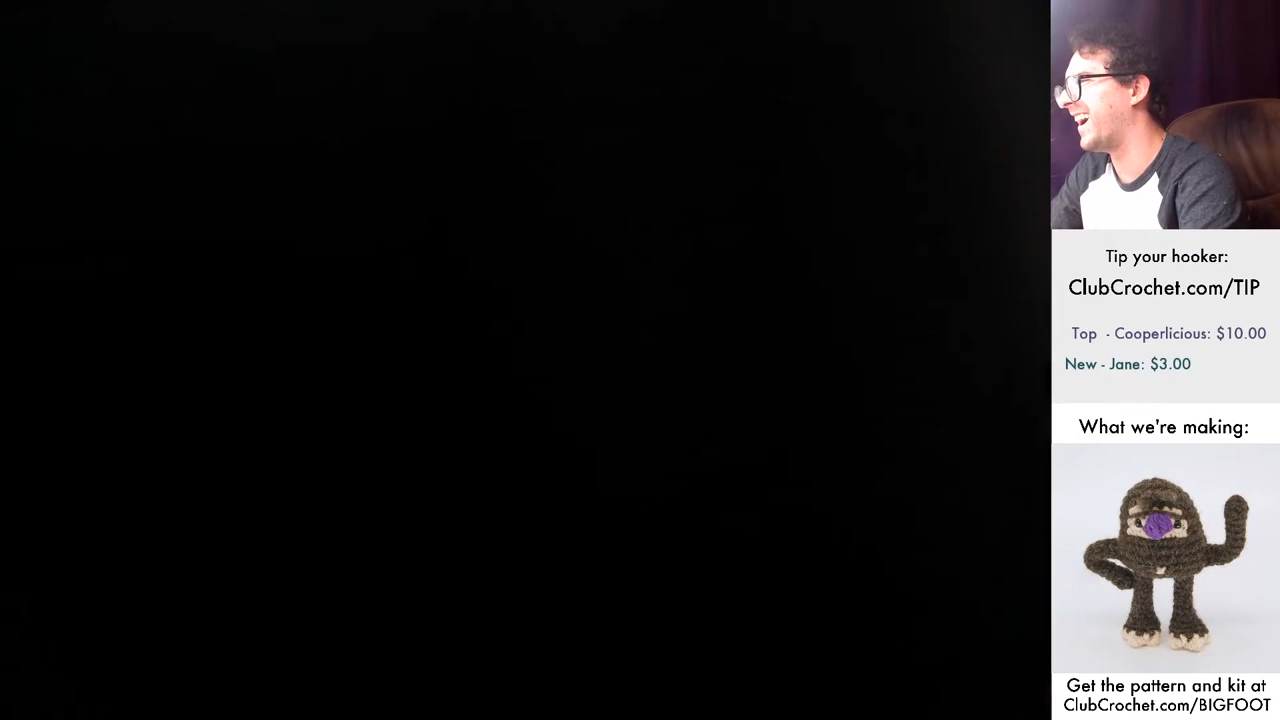 Tip your hooker:
ClubCrochet.com/TIP
Top - Cooperlicious: $10.00
New - Jane: $3.00
What we're making:
Get the pattern and kit at
ClubCrochet.com/BIGFOOT